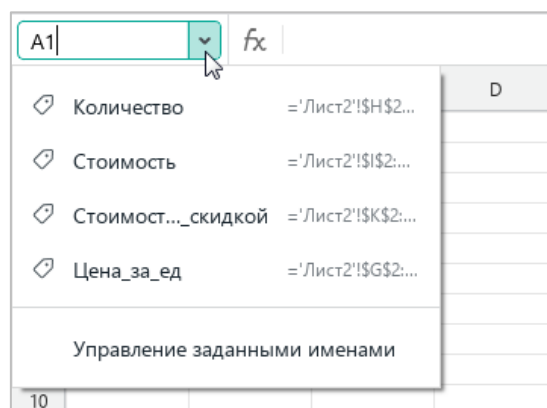 A1 fx
D
Количество ='Лист2'!$H$2...
Стоимость ='Лист2'!$I$2:...
Стоимост..._скидкой ='Лист2'!$K$2:...
Цена_за_ед ='Лист2'!$G$2:...
Управление заданными именами
10